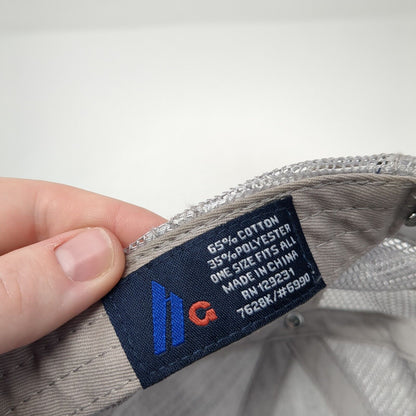 65% COTTON
35% POLYESTER
ONE SIZE FITS ALL
MADE IN CHINA
RN 129231
7628K/#6990
G